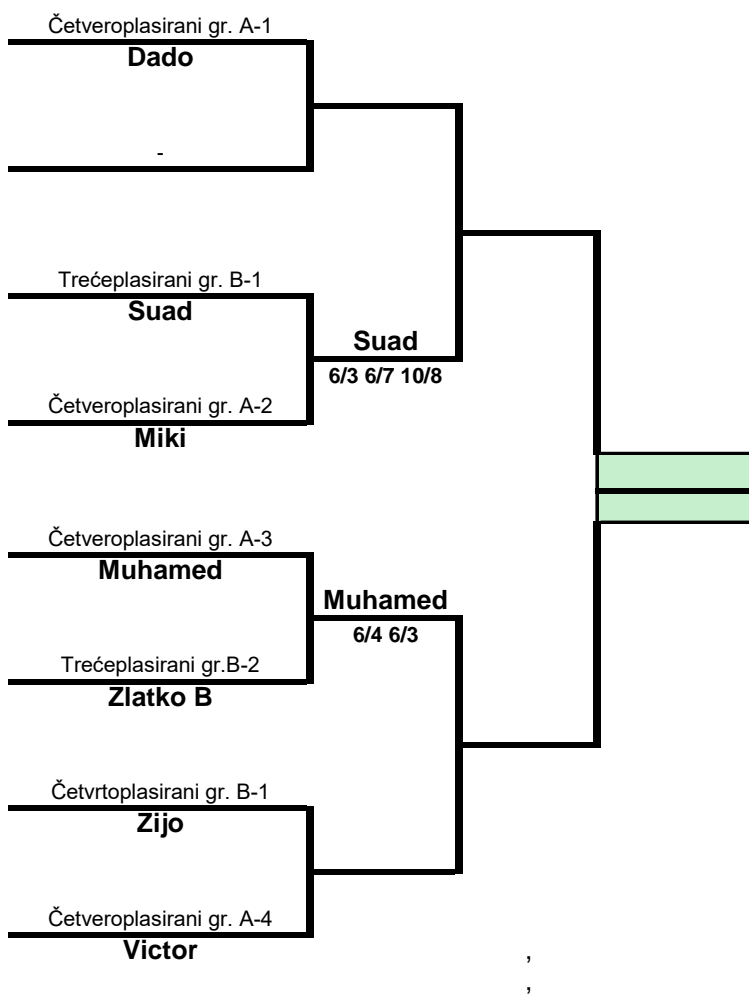 Četveroplasirani gr. A-1
Dado
-
Trećeplasirani gr. B-1
Suad
Suad
6/3 6/7 10/8
Četveroplasirani gr. A-2
Miki
Četveroplasirani gr. A-3
Muhamed
Muhamed
6/4 6/3
Trećeplasirani gr.B-2
Zlatko B
Četvrtoplasirani gr. B-1
Zijo
Četveroplasirani gr. A-4
Victor
,
,